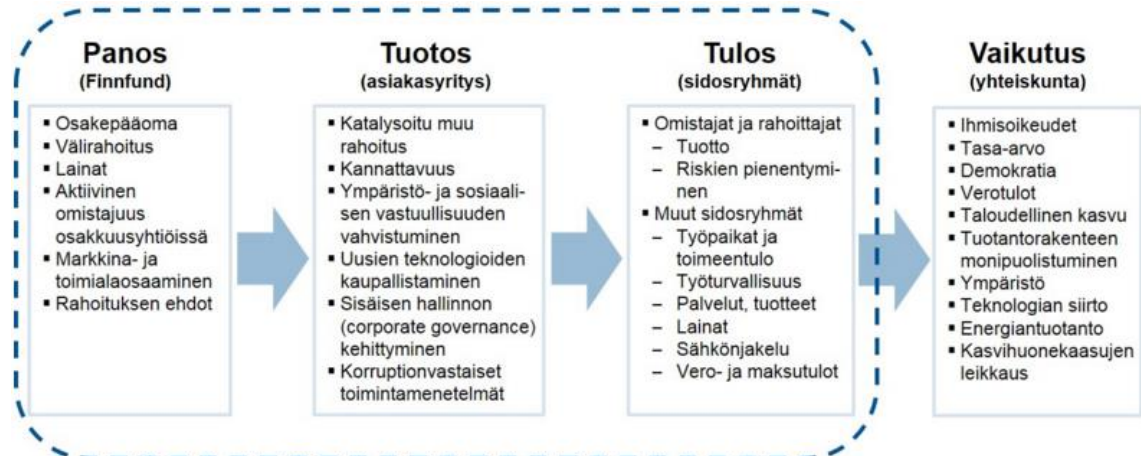 Panos
(Finnfund)
▪ Osakepääoma
▪ Välirahoitus
▪ Lainat
▪ Aktiivinen
omistajuus
osakkuusyhtiöissä
▪ Markkina- ja
toimialaosaaminen
▪ Rahoituksen ehdot
Tuotos
(asiakasyritys)
▪ Katalysoitu muu
rahoitus
▪ Kannattavuus
▪ Ympäristö- ja sosiaali-
sen vastuullisuuden
vahvistuminen
▪ Uusien teknologioiden
kaupallistaminen
▪ Sisäisen hallinnon
(corporate governance)
kehittyminen
▪ Korruptionvastaiset
toimintamenetelmät
Tulos
(sidosryhmät)
▪ Omistajat ja rahoittajat
– Tuotto
– Riskien pienentymi-
nen
▪ Muut sidosryhmät
– Työpaikat ja
toimeentulo
– Työturvallisuus
– Palvelut, tuotteet
– Lainat
– Sähkönjakelu
– Vero- ja maksutulot
Vaikutus
(yhteiskunta)
▪ Ihmisoikeudet
▪ Tasa-arvo
▪ Demokratia
▪ Verotulot
▪ Taloudellinen kasvu
▪ Tuotantorakenteen
monipuolistuminen
▪ Ympäristö
▪ Teknologian siirto
▪ Energiantuotanto
▪ Kasvihuonekaasujen
leikkaus